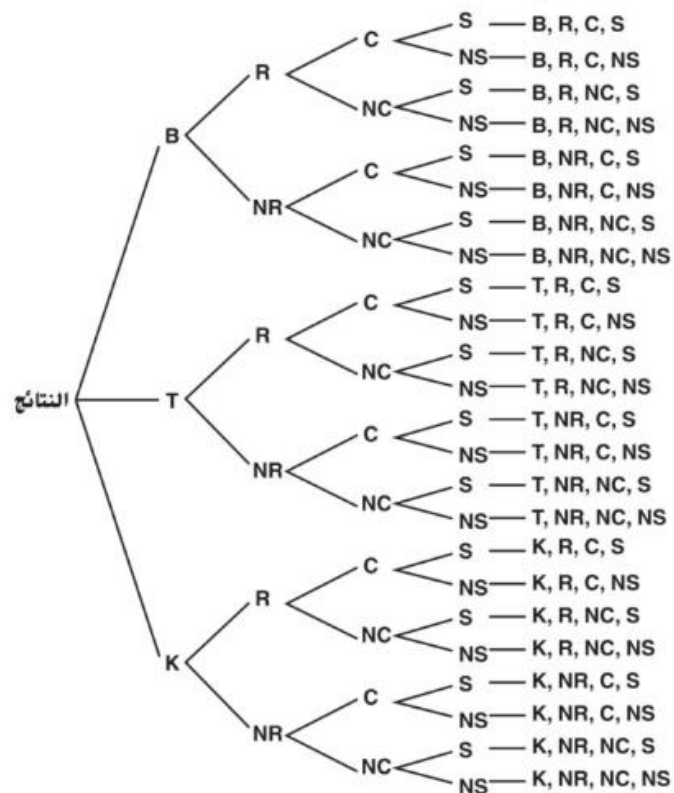 S B, R, C, S
C
NS B, R, C, NS
R
S B, R, NC, S
NC
NS B, R, NC, NS
B
S B, NR, C, S
C
NS B, NR, C, NS
NR
S B, NR, NC, S
NC
NS B, NR, NC, NS
S T, R, C, S
C
NS T, R, C, NS
R
S T, R, NC, S
NC
NS T, R, NC, NS
النتائج T
S T, NR, C, S
C
NS T, NR, C, NS
NR
S T, NR, NC, S
NC
NS T, NR, NC, NS
S K, R, C, S
C
NS K, R, C, NS
R
S K, R, NC, S
NC
NS K, R, NC, NS
K
S K, NR, C, S
C
NS K, NR, C, NS
NR
S K, NR, NC, S
NC
NS K, NR, NC, NS